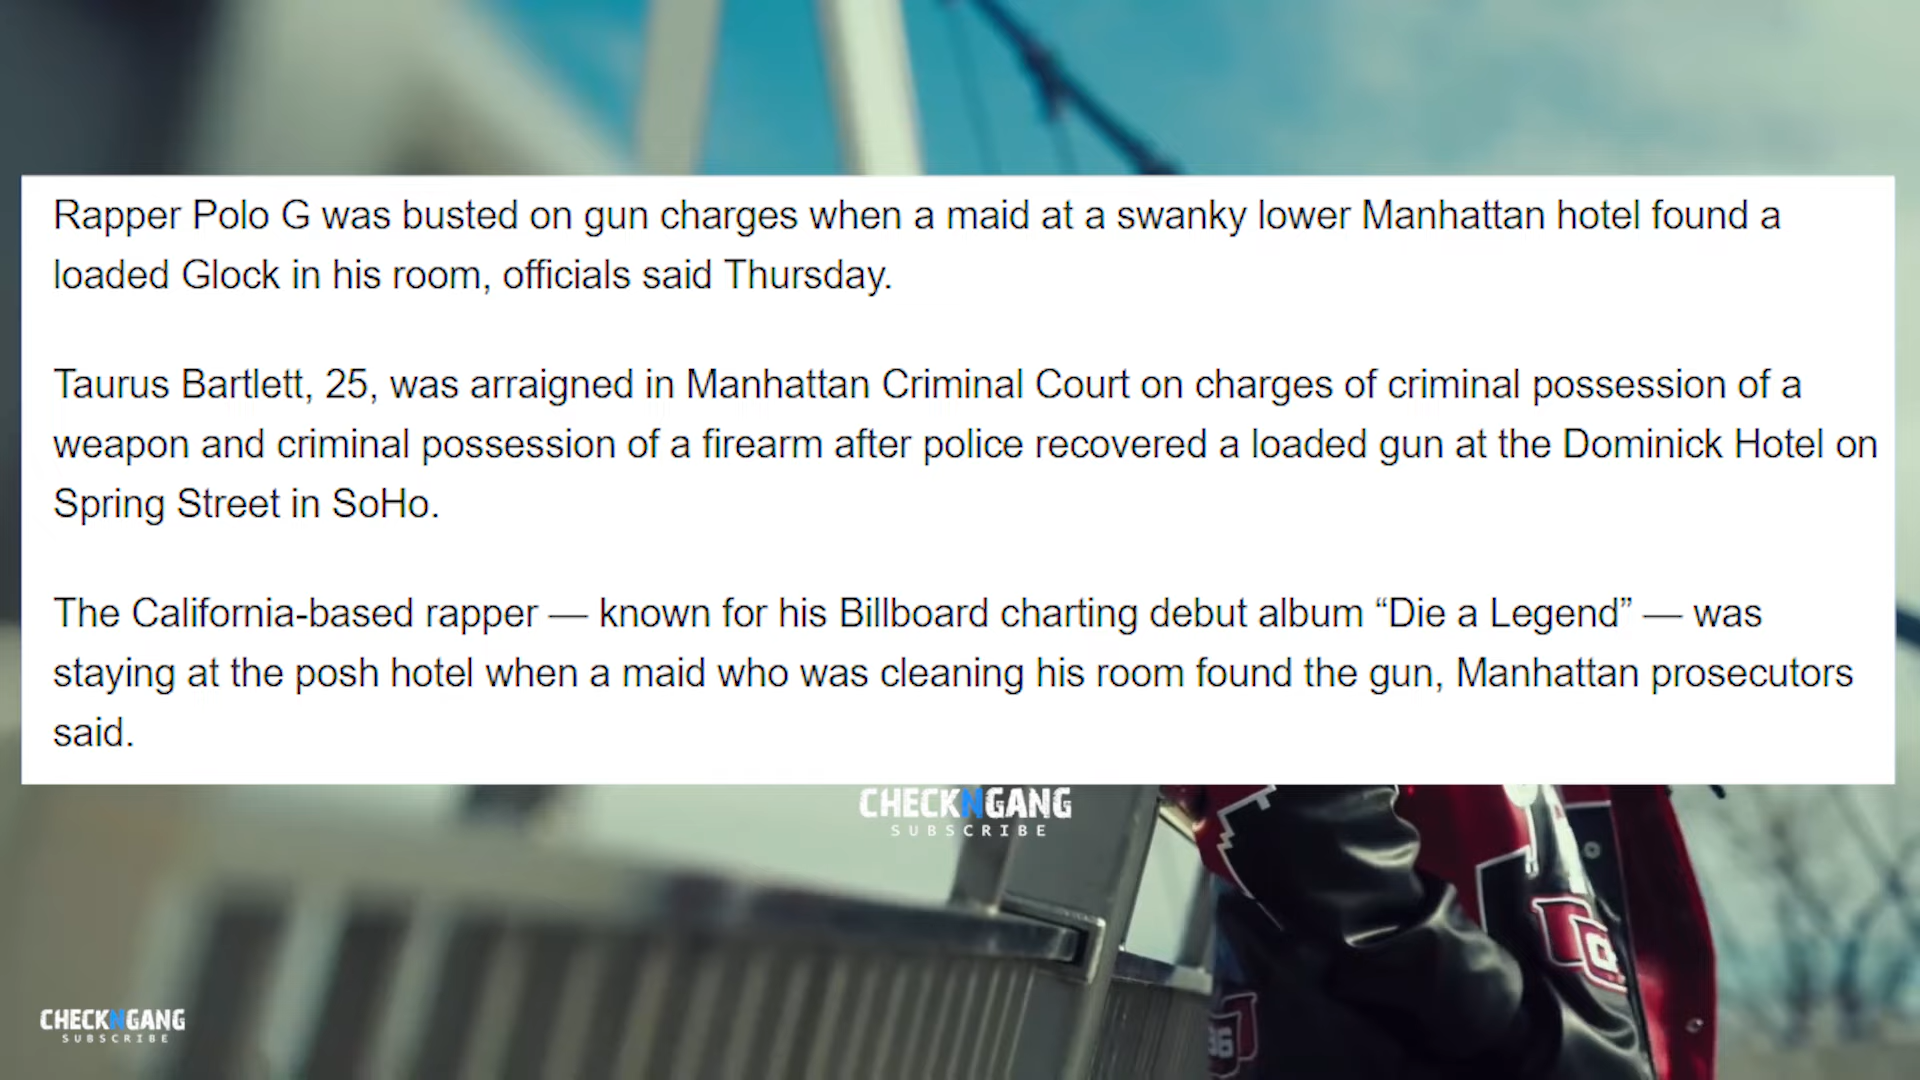 Rapper Polo G was busted on gun charges when a maid at a swanky lower Manhattan hotel found a
loaded Glock in his room, officials said Thursday.
Taurus Bartlett, 25, was arraigned in Manhattan Criminal Court on charges of criminal possession of a
weapon and criminal possession of a firearm after police recovered a loaded gun at the Dominick Hotel on
Spring Street in SoHo.
The California-based rapper — known for his Billboard charting debut album “Die a Legend” — was
staying at the posh hotel when a maid who was cleaning his room found the gun, Manhattan prosecutors
said.
CHECKNGANG
SUBSCRIBE
CHECKNGANG
SUBSCRIBE